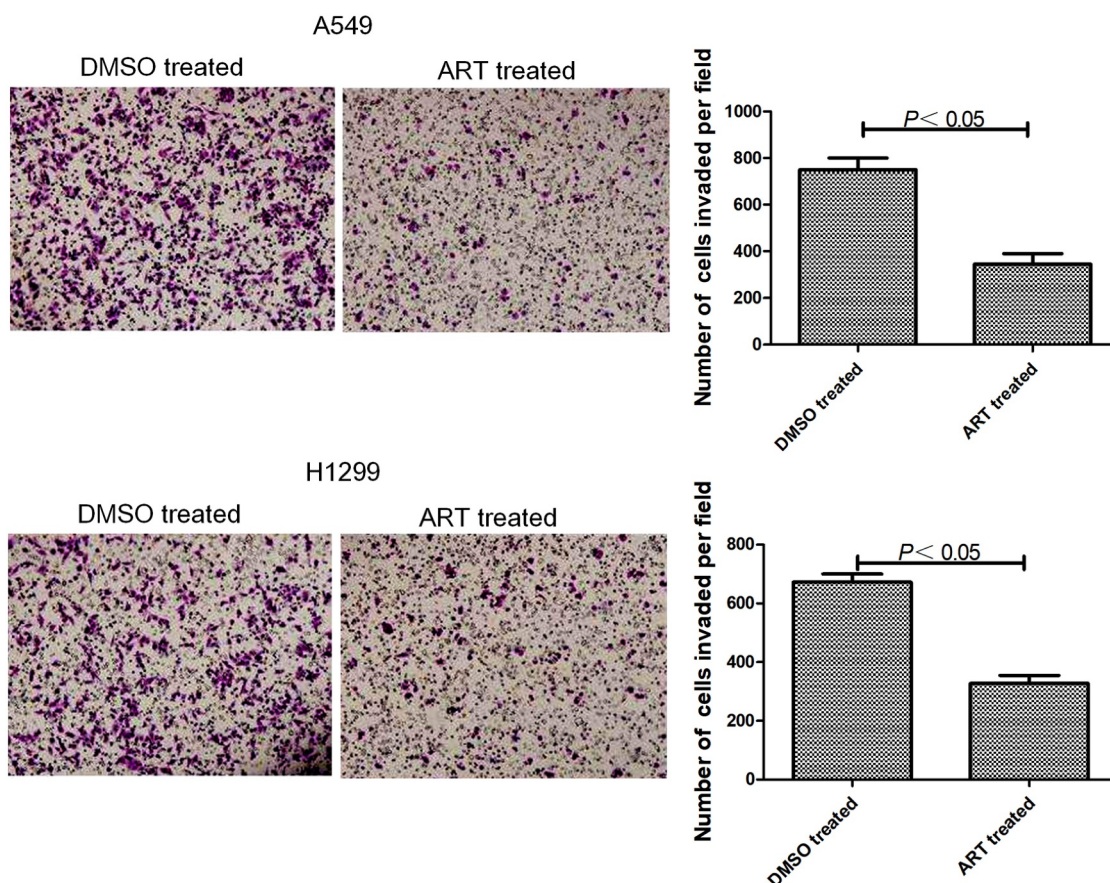 A549
DMSO treated
ART treated
Number of cells invaded per field
1000
800
600
400
200
0
P< 0.05
DMSO treated
ART treated
H1299
DMSO treated
ART treated
Number of cells invaded per field
800
600
400
200
0
P< 0.05
DMSO treated
ART treated